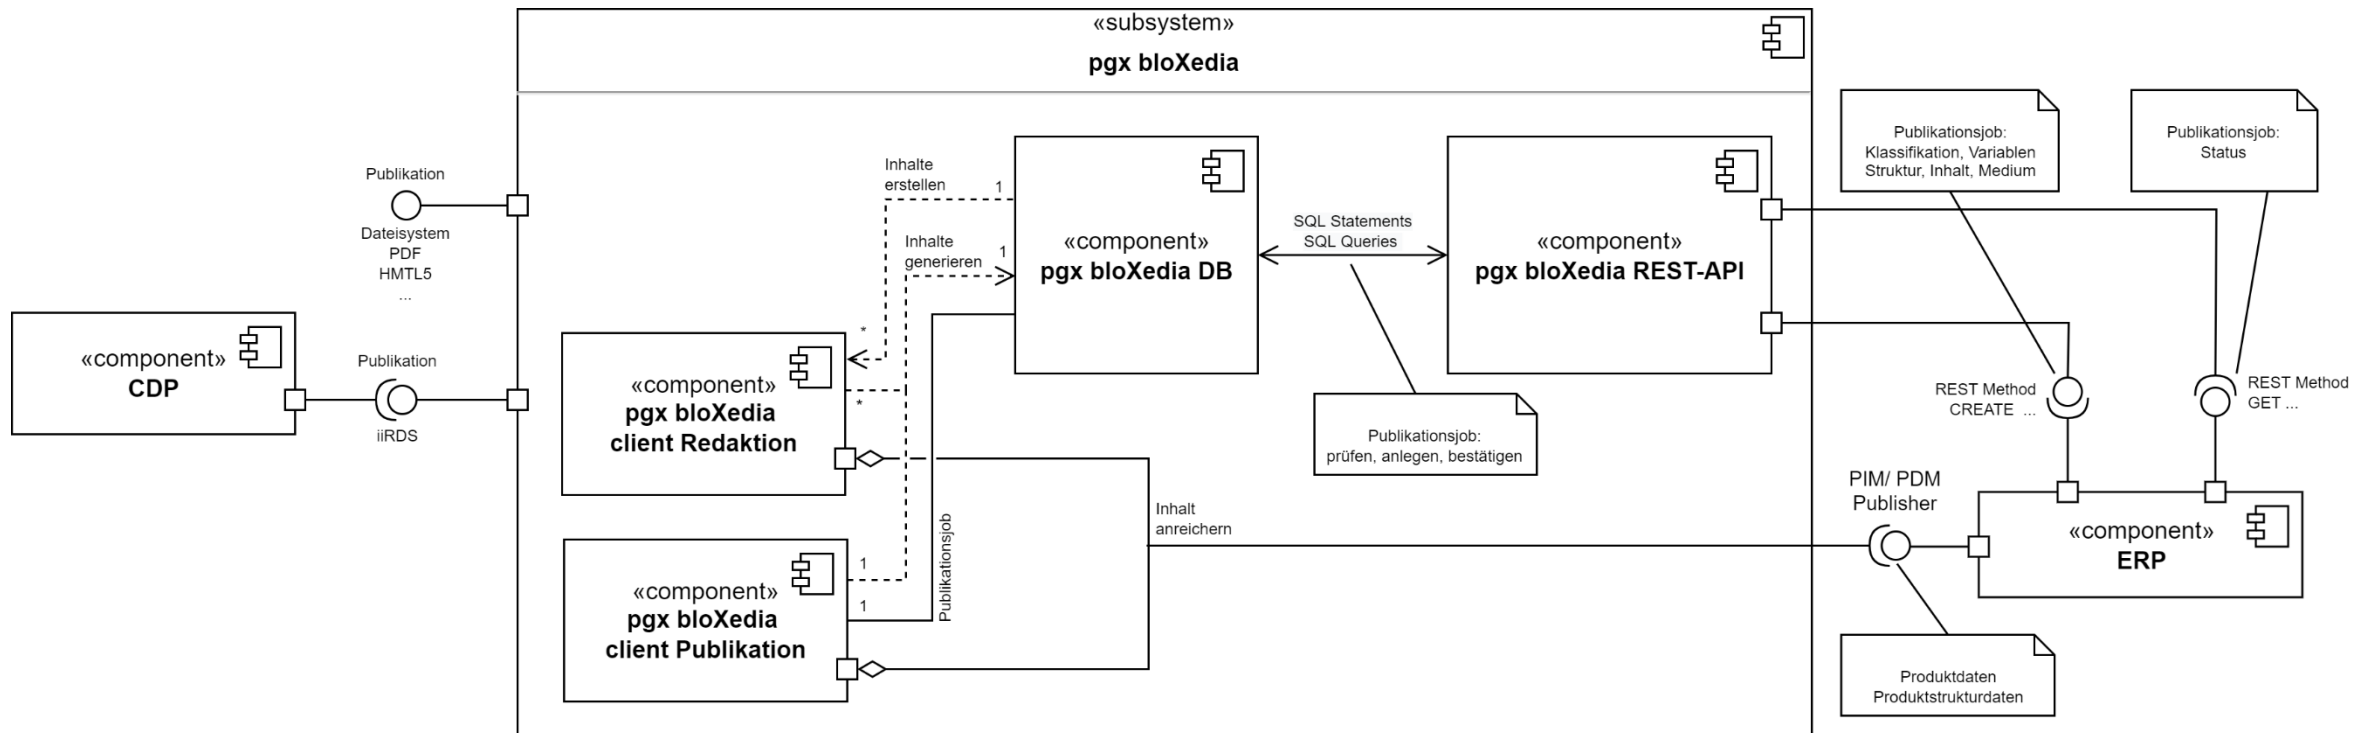 «subsystem»
pgx bloXedia
Publikation
Dateisystem
PDF
HMTL5
...
«component»
CDP
Publikation
iiRDS
Inhalte
erstellen
1
Inhalte
generieren
1
*
*
«component»
pgx bloXedia
client Redaktion
«component»
pgx bloXedia
client Publikation
1
1
Publikationsjob
«component»
pgx bloXedia DB
SQL Statements
SQL Queries
«component»
pgx bloXedia REST-API
Publikationsjob:
prüfen, anlegen, bestätigen
Inhalt
anreichern
Publikationsjob:
Klassifikation, Variablen
Struktur, Inhalt, Medium
Publikationsjob:
Status
REST Method
CREATE ...
REST Method
GET ...
PIM/ PDM
Publisher
«component»
ERP
Produktdaten
Produktstrukturdaten